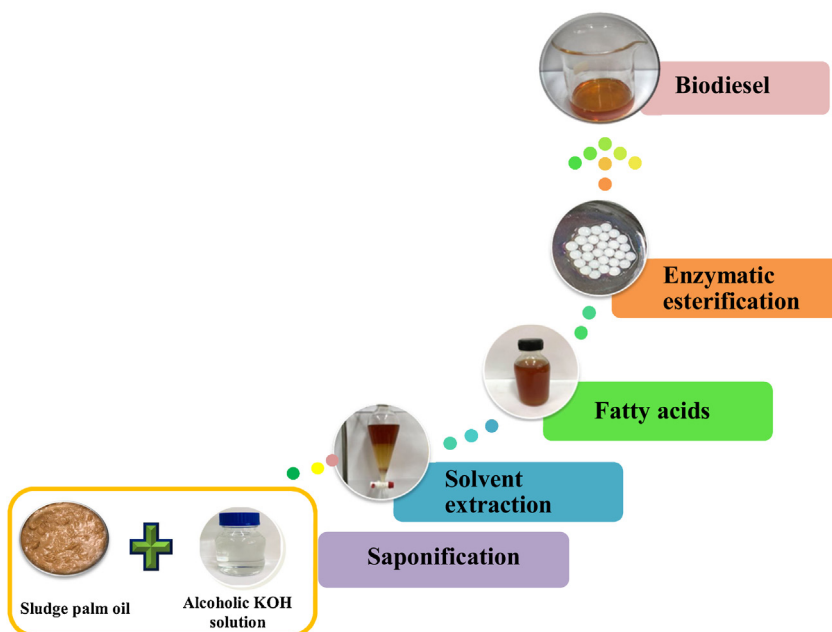 Biodiesel
Enzymatic
esterification
Fatty acids
Solvent
extraction
Saponification
Sludge palm oil
Alcoholic KOH
solution